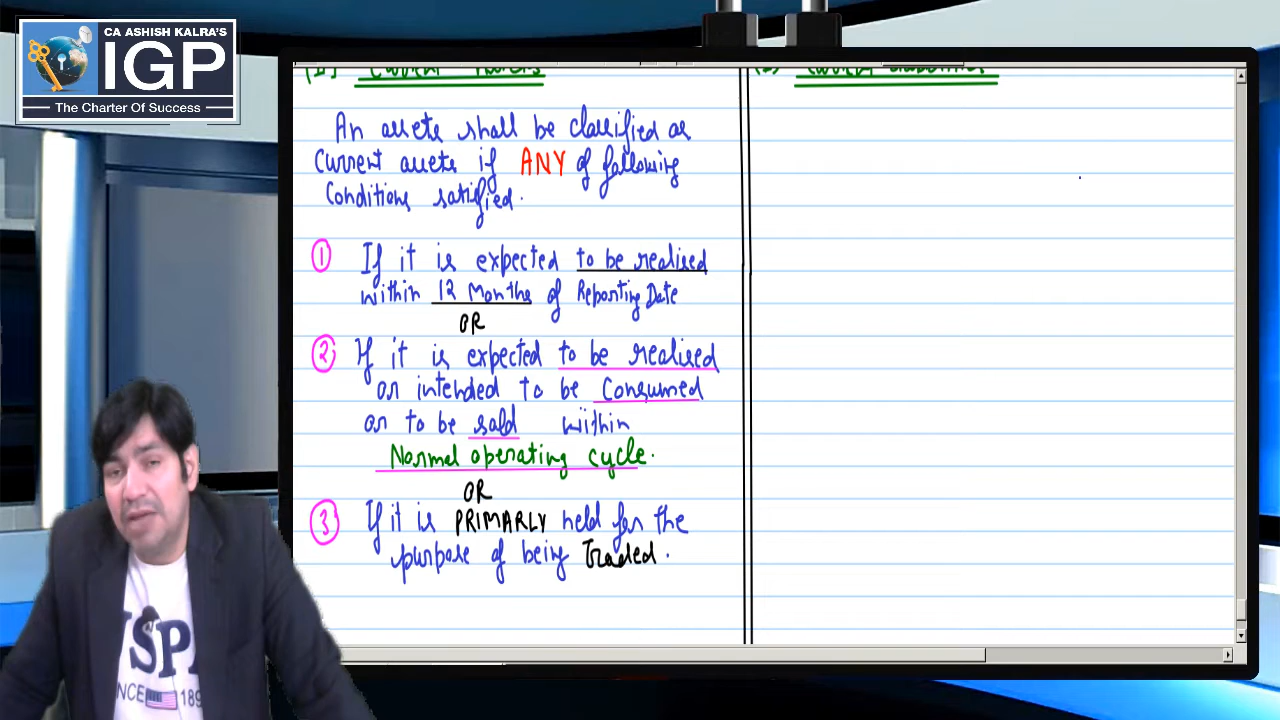 CA ASHISH KALRA'S
IGP
The Charter Of Success
An assets shall be classified as
Current assets if ANY of following
Conditions satisfied.
① If it is expected to be realised
within 12 Months of Reporting Date
OR
② If it is expected to be realised
or intended to be Consumed
or to be sold within
Normal operating cycle.
OR
③ If it is PRIMARLY held for the
purpose of being Traded.
USPA
SINCE 189